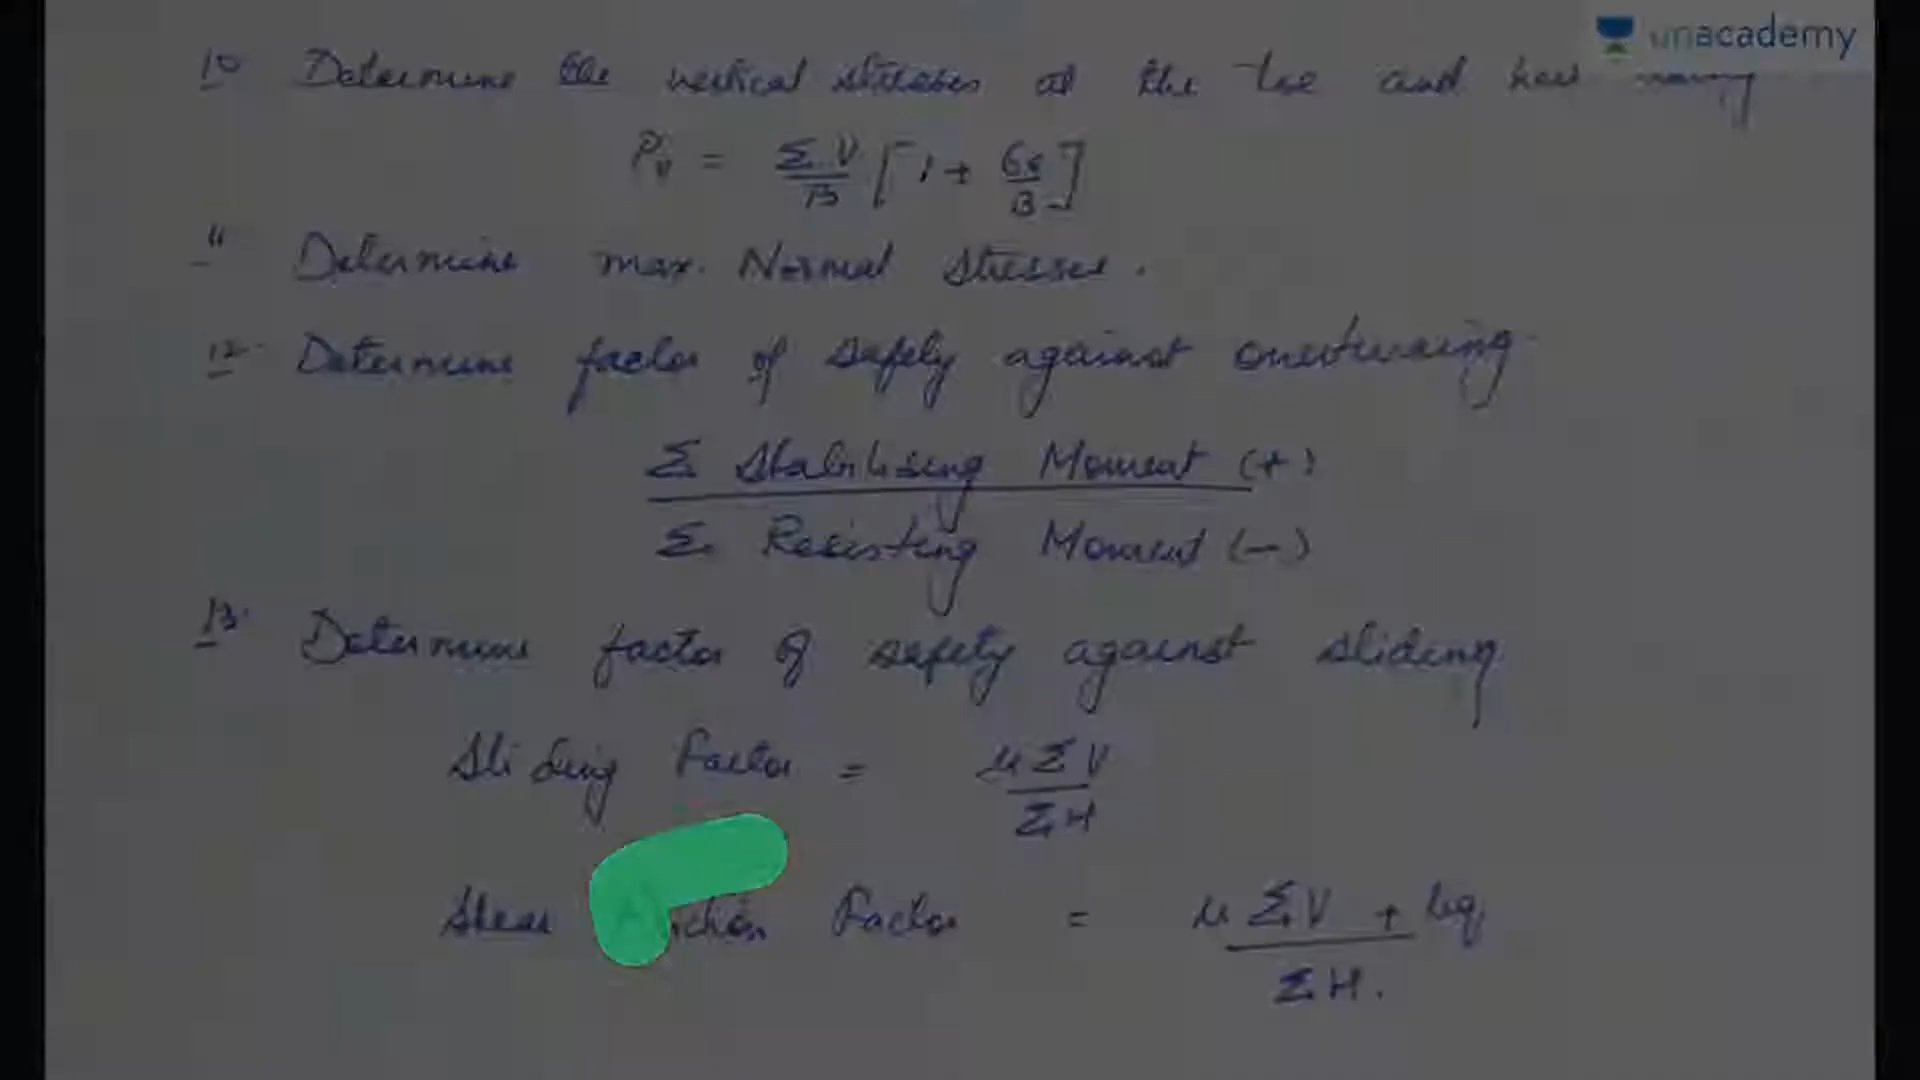 unacademy
10. Determine the vertical stresses at the toe and heel
Pv = ΣV/B [1 + 6e/B]
11. Determine max. Normal stresses.
12. Determine factor of safety against overturning
Σ Stabilising Moment (+)
Σ Resisting Moment (-)
13. Determine factor of safety against sliding
Sliding Factor = μΣV/ΣH
Shear Friction Factor = μΣV + bq/ΣH.